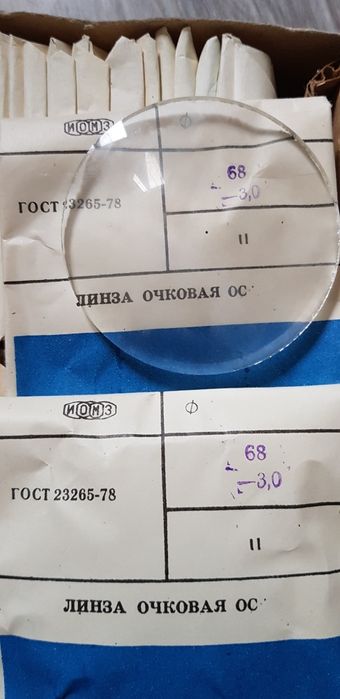 ИОМЗ Ф
68
ГОСТ 23265-78 -3,0
II
ЛИНЗА ОЧКОВАЯ ОС
ИОМЗ Ф
68
ГОСТ 23265-78 -3,0
II
ЛИНЗА ОЧКОВАЯ ОС